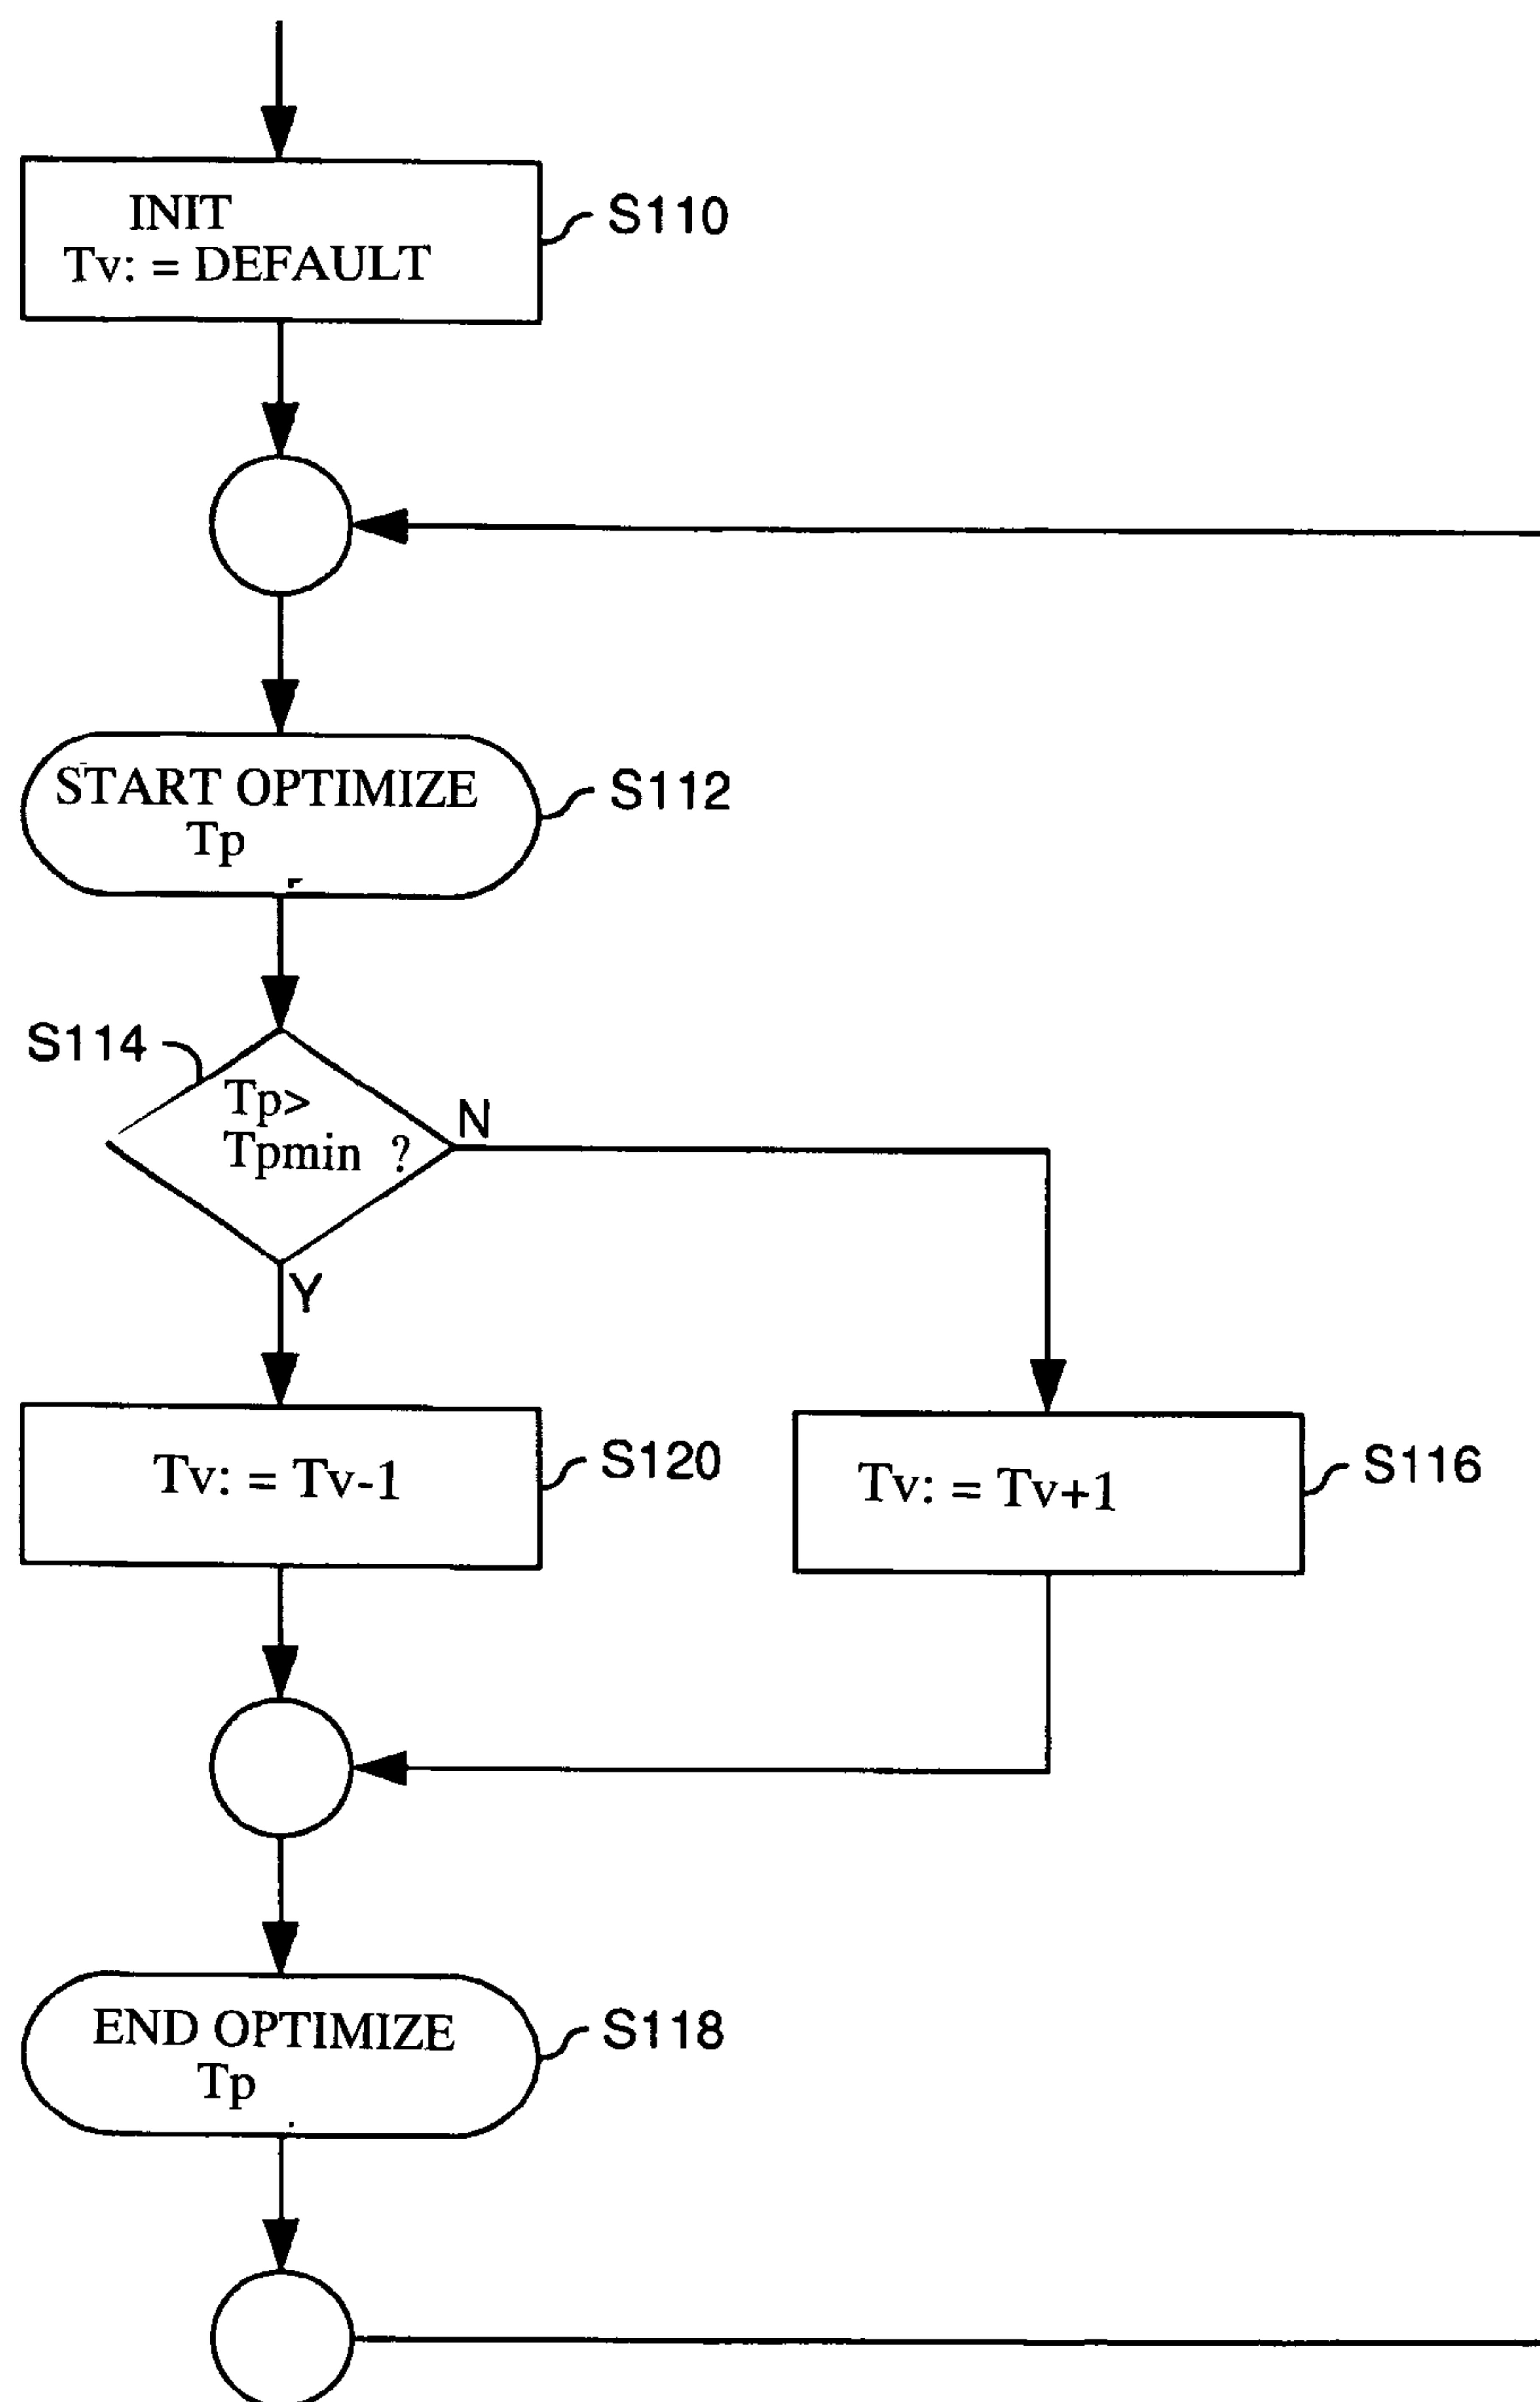 INIT
Tv: = DEFAULT
S110
START OPTIMIZE
Tp
S112
S114
Tp>
Tpmin ?
N
Y
Tv: = Tv-1
S120
Tv: = Tv+1
S116
END OPTIMIZE
Tp
S118